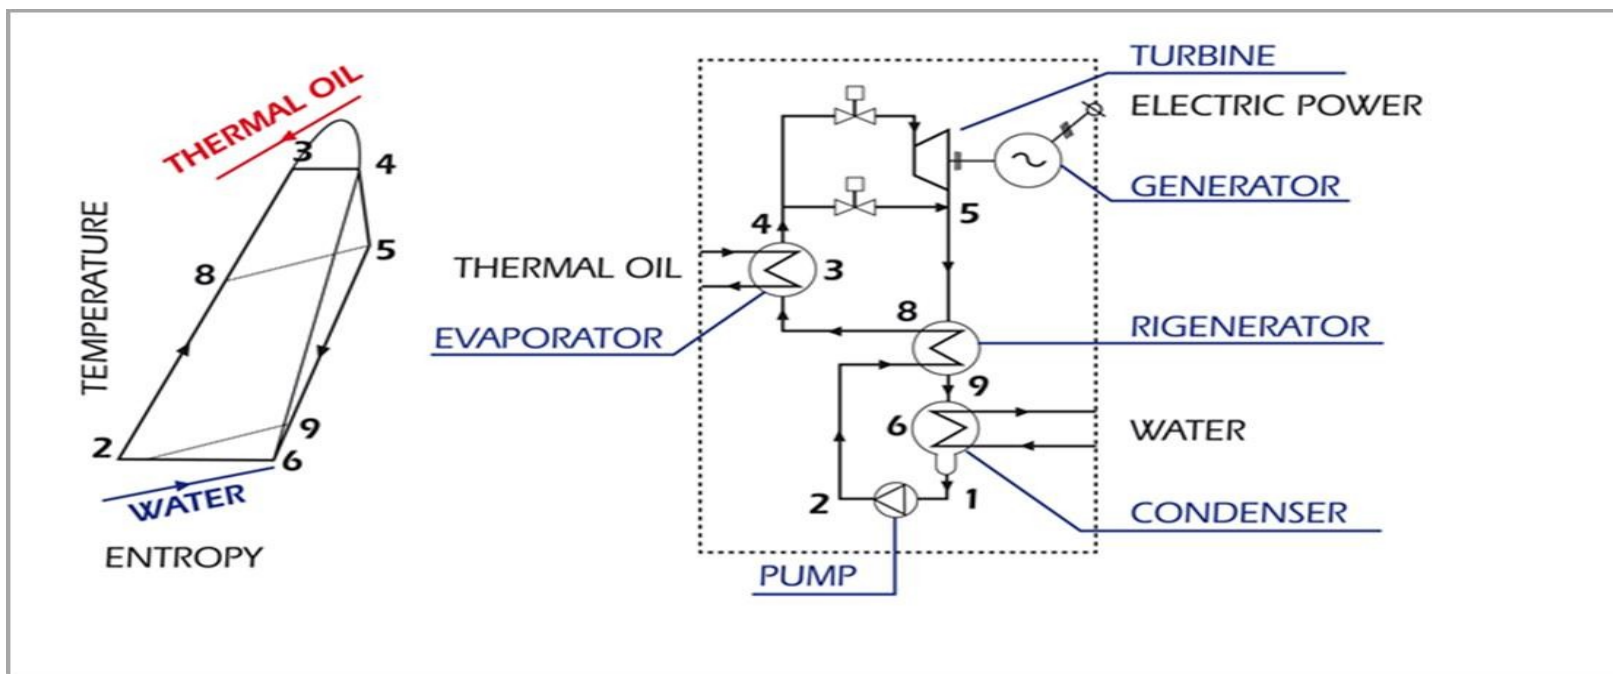 THERMAL OIL
3
4
5
8
TEMPERATURE
2
9
6
WATER
ENTROPY
TURBINE
ELECTRIC POWER
GENERATOR
4
5
THERMAL OIL
3
EVAPORATOR
8
RIGENERATOR
9
6
WATER
2
1
CONDENSER
PUMP